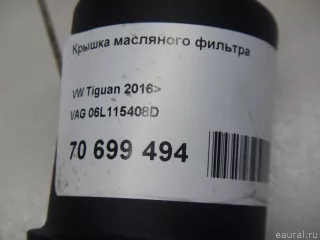 Крышка масляного фильтра
VW Tiguan 2016>
VAG 06L115408D
70 699 494
eaural.ru